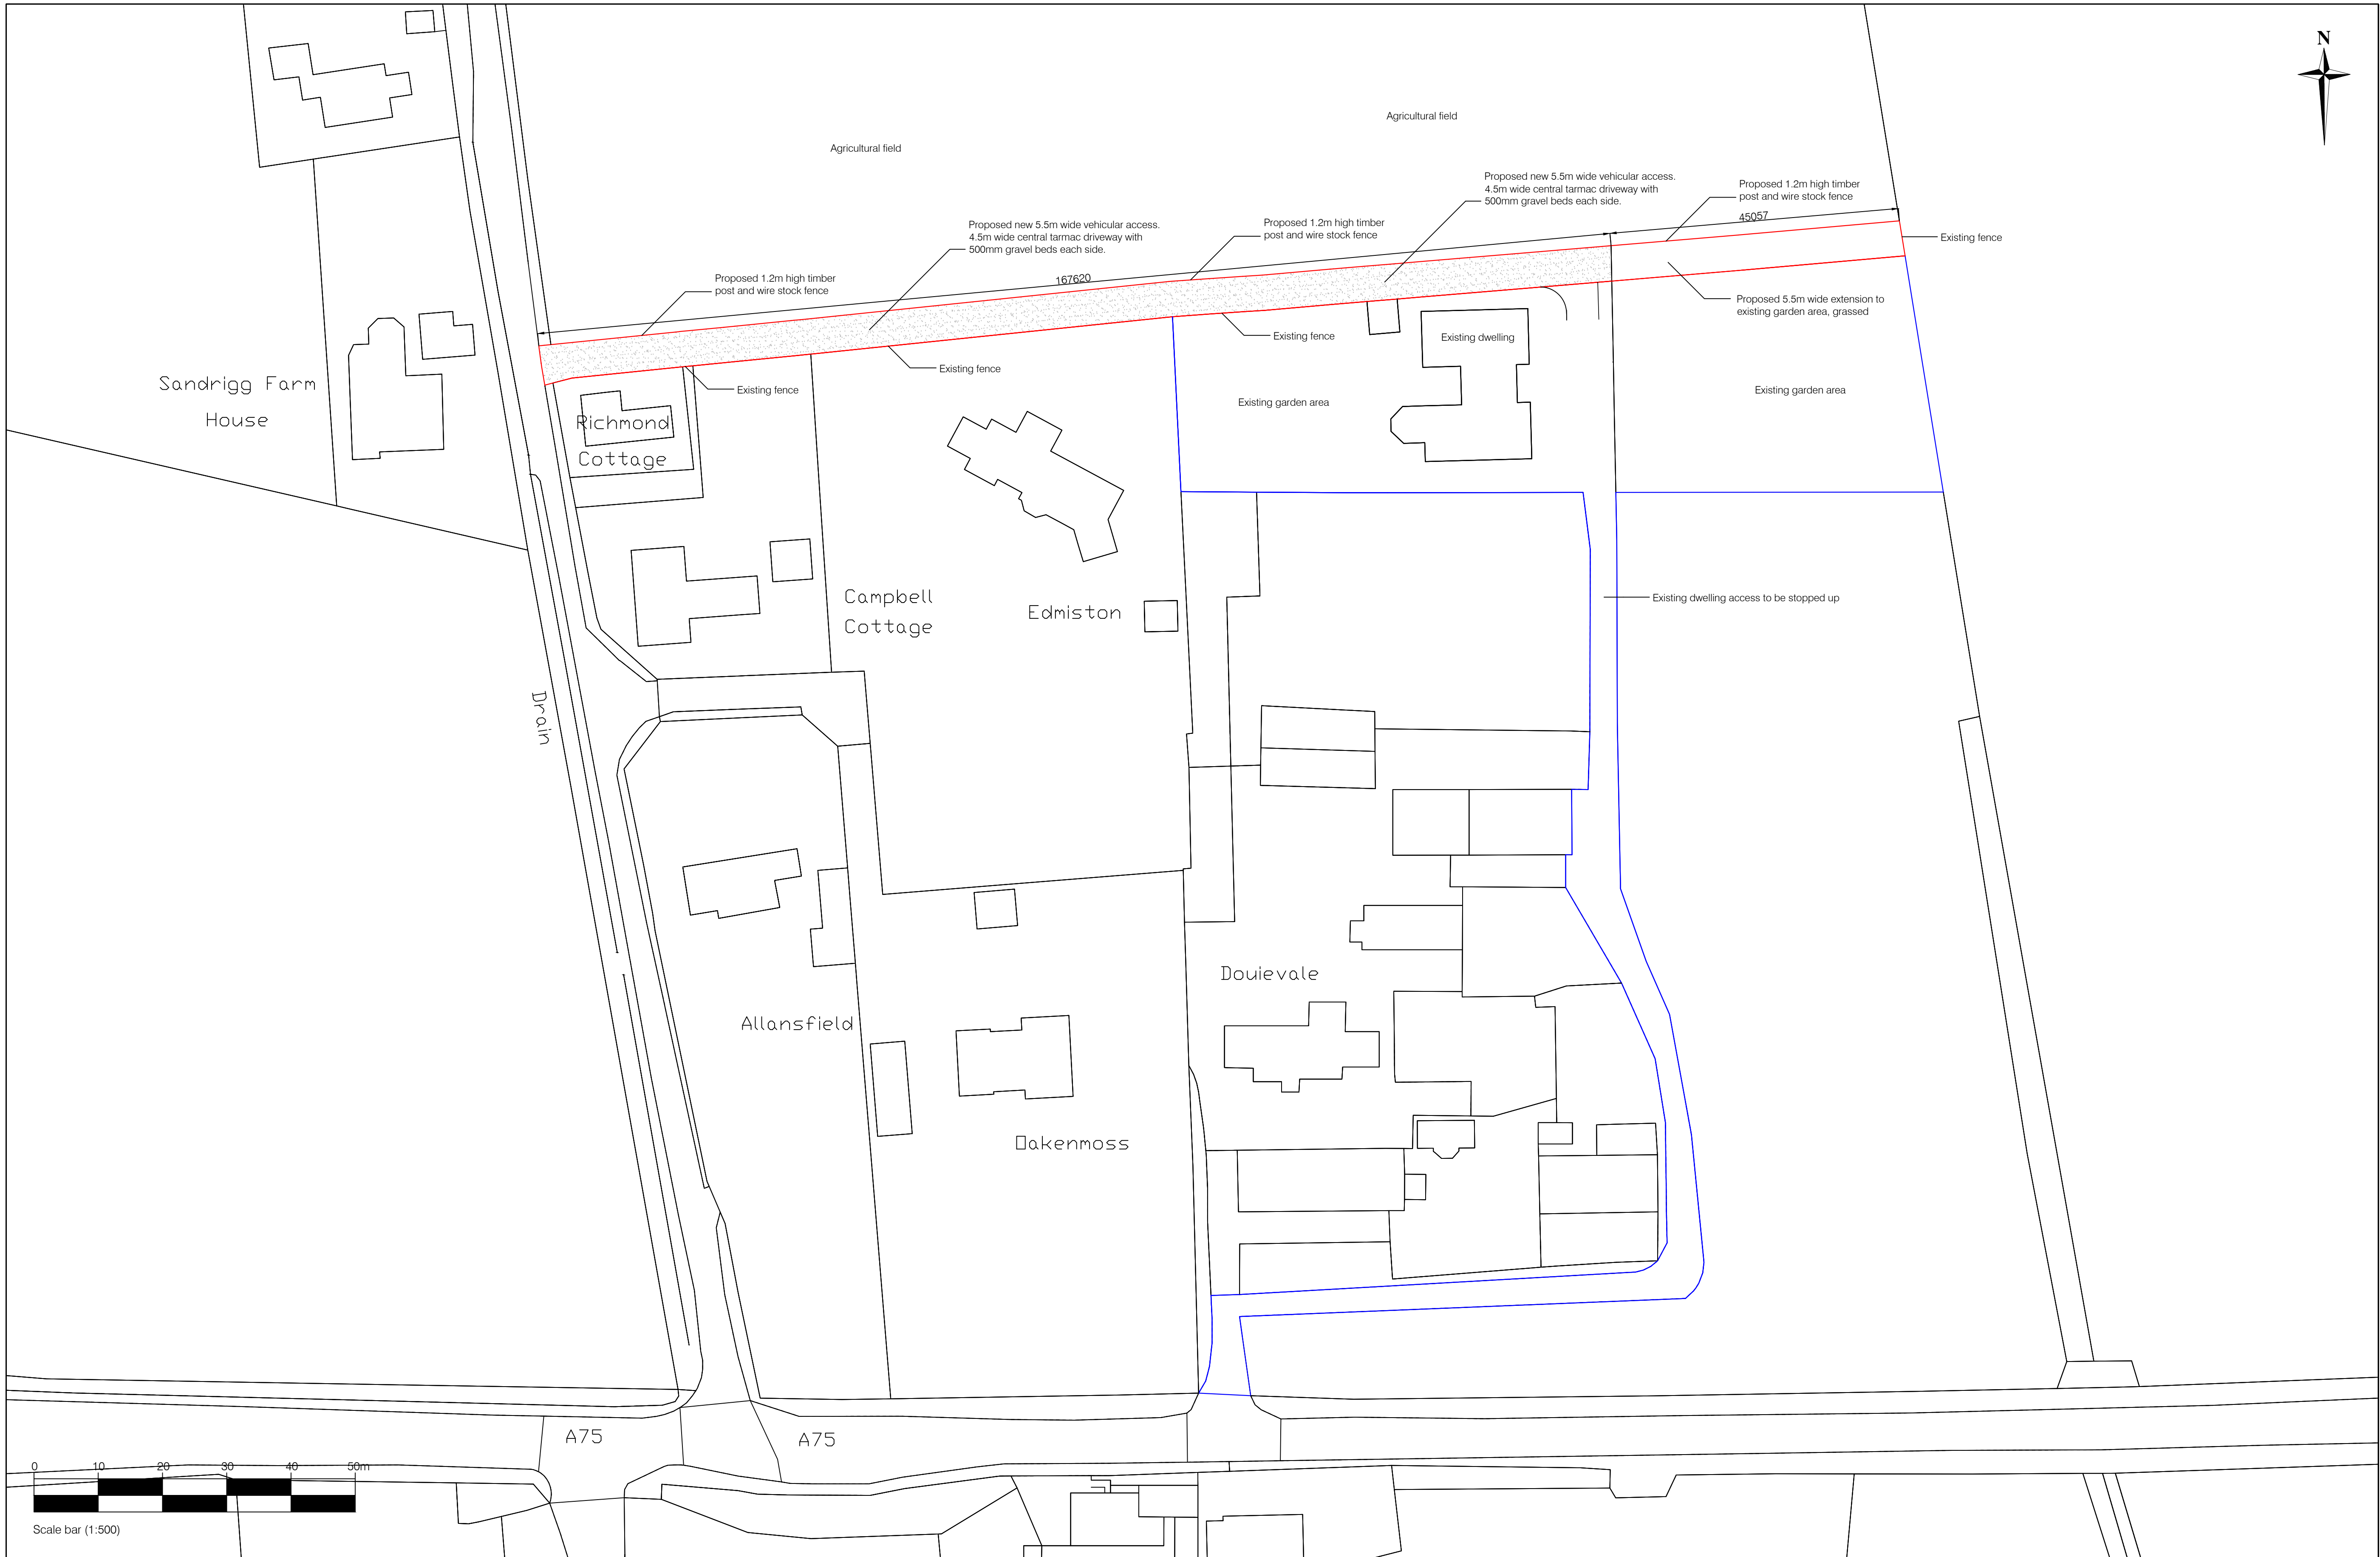 N
Agricultural field
Agricultural field
Proposed new 5.5m wide vehicular access.
4.5m wide central tarmac driveway with
500mm gravel beds each side.
Proposed 1.2m high timber
post and wire stock fence
45057
Existing fence
Proposed new 5.5m wide vehicular access.
4.5m wide central tarmac driveway with
500mm gravel beds each side.
Proposed 1.2m high timber
post and wire stock fence
Proposed 1.2m high timber
post and wire stock fence
167620
Proposed 5.5m wide extension to
existing garden area, grassed
Existing fence
Existing dwelling
Existing fence
Existing fence
Existing garden area
Existing garden area
Sandrigg Farm
House
Richmond
Cottage
Campbell
Cottage
Edmiston
Existing dwelling access to be stopped up
Drain
Douievale
Allansfield
Oakenmoss
A75
A75
0 10 20 30 40 50m
Scale bar (1:500)